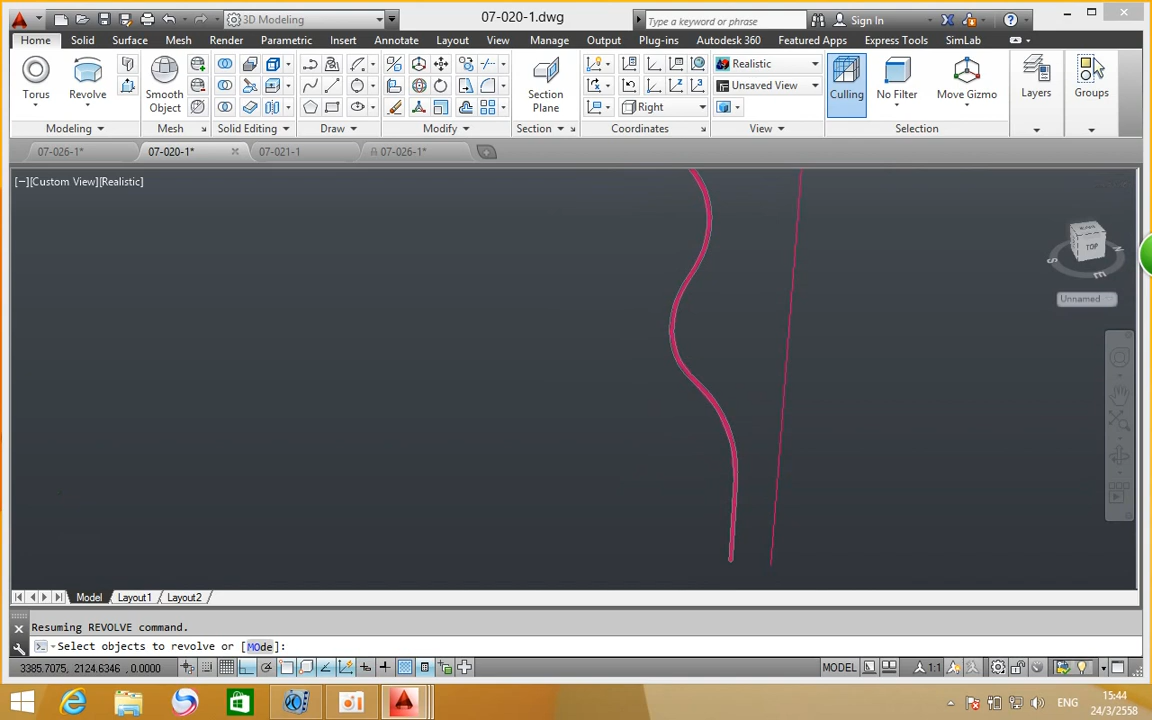 3D Modeling
07-020-1.dwg
Type a keyword or phrase
Sign In
Home Solid Surface Mesh Render Parametric Insert Annotate Layout View Manage Output Plug-ins Autodesk 360 Featured Apps Express Tools SimLab
Torus
Revolve
Smooth
Object
Section
Plane
Realistic
Unsaved View
Right
Culling
No Filter
Move Gizmo
Layers
Groups
Modeling
Mesh
Solid Editing
Draw
Modify
Section
Coordinates
View
Selection
07-026-1*
07-020-1*
07-021-1
07-026-1*
[−][Custom View][Realistic]
TOP
S
N
E
Unnamed
Model
Layout1
Layout2
Resuming REVOLVE command.
Select objects to revolve or [MOde]:
3385.7075, 2124.6346 , 0.0000
MODEL
1:1
ENG
15:44
24/3/2558